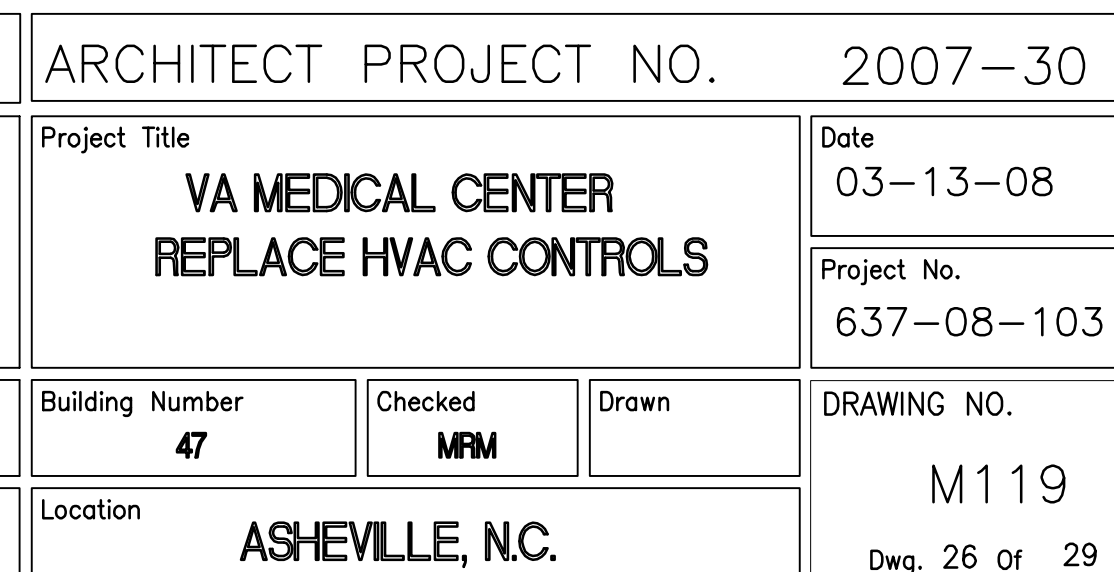 ARCHITECT PROJECT NO. 2007-30
Project Title
VA MEDICAL CENTER
REPLACE HVAC CONTROLS
Date
03-13-08
Project No.
637-08-103
Building Number
47
Checked
MRM
Drawn
DRAWING NO.
M119
Dwg. 26 Of 29
Location
ASHEVILLE, N.C.